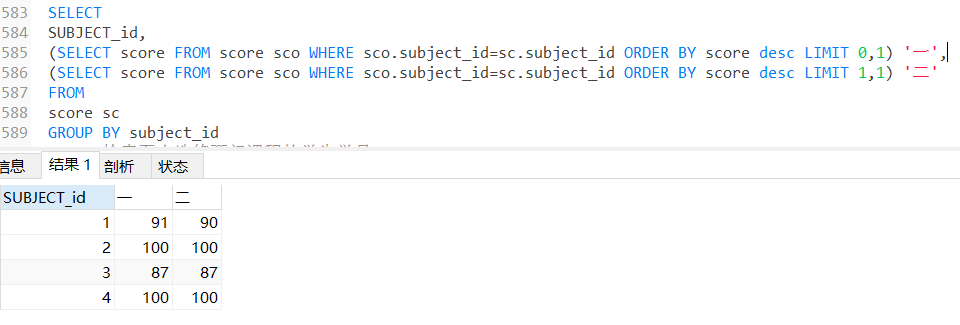 583 SELECT
584 SUBJECT_id,
585 (SELECT score FROM score sco WHERE sco.subject_id=sc.subject_id ORDER BY score desc LIMIT 0,1) '一',
586 (SELECT score FROM score sco WHERE sco.subject_id=sc.subject_id ORDER BY score desc LIMIT 1,1) '二'
587 FROM
588 score sc
589 GROUP BY subject_id
信息 结果 1 剖析 状态
SUBJECT_id 一 二
1 91 90
2 100 100
3 87 87
4 100 100